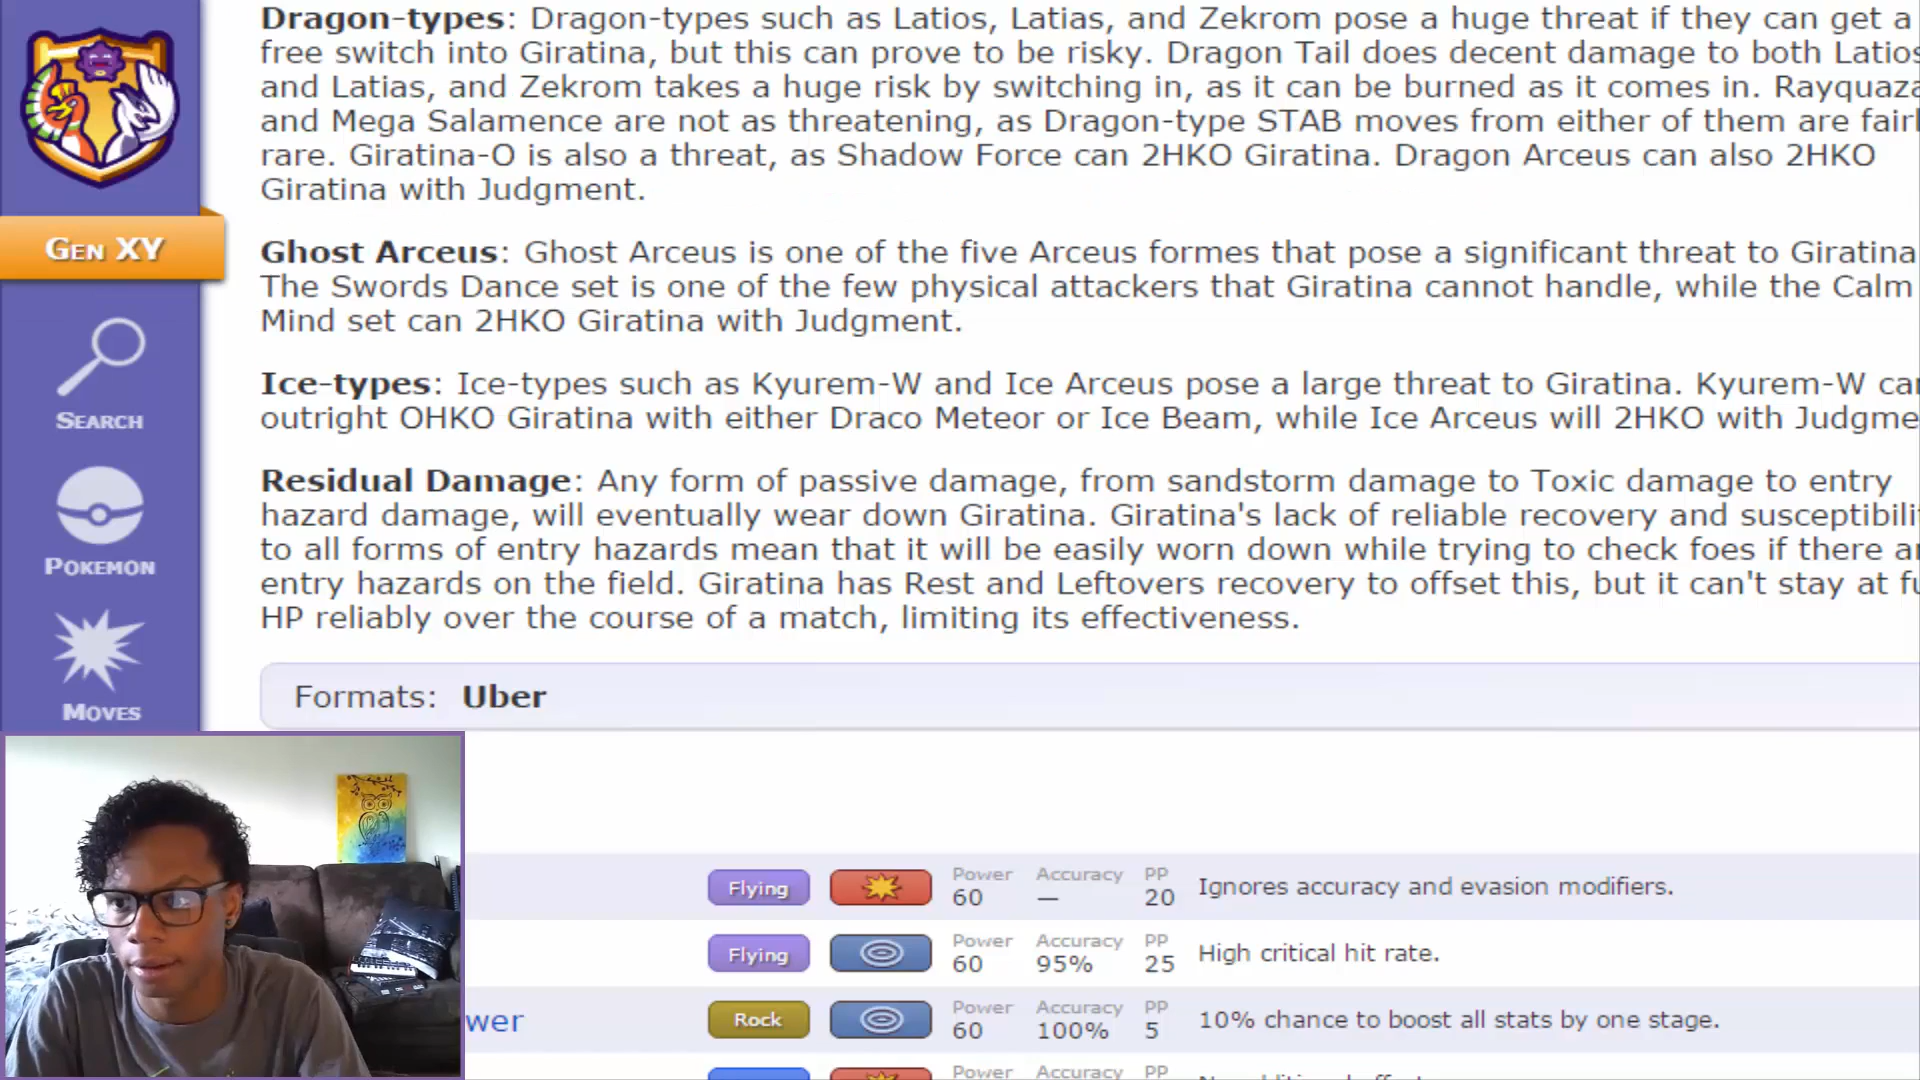 Dragon-types: Dragon-types such as Latios, Latias, and Zekrom pose a huge threat if they can get a
free switch into Giratina, but this can prove to be risky. Dragon Tail does decent damage to both Latios
and Latias, and Zekrom takes a huge risk by switching in, as it can be burned as it comes in. Rayquaza
and Mega Salamence are not as threatening, as Dragon-type STAB moves from either of them are fairl
rare. Giratina-O is also a threat, as Shadow Force can 2HKO Giratina. Dragon Arceus can also 2HKO
Giratina with Judgment.
GEN XY
Ghost Arceus: Ghost Arceus is one of the five Arceus formes that pose a significant threat to Giratina
The Swords Dance set is one of the few physical attackers that Giratina cannot handle, while the Calm
Mind set can 2HKO Giratina with Judgment.
SEARCH
Ice-types: Ice-types such as Kyurem-W and Ice Arceus pose a large threat to Giratina. Kyurem-W can
outright OHKO Giratina with either Draco Meteor or Ice Beam, while Ice Arceus will 2HKO with Judgme
POKEMON
Residual Damage: Any form of passive damage, from sandstorm damage to Toxic damage to entry
hazard damage, will eventually wear down Giratina. Giratina's lack of reliable recovery and susceptibili
to all forms of entry hazards mean that it will be easily worn down while trying to check foes if there ar
entry hazards on the field. Giratina has Rest and Leftovers recovery to offset this, but it can't stay at fu
HP reliably over the course of a match, limiting its effectiveness.
MOVES
Formats: Uber
Flying Power 60 Accuracy — PP 20 Ignores accuracy and evasion modifiers.
Flying Power 60 Accuracy 95% PP 25 High critical hit rate.
wer Rock Power 60 Accuracy 100% PP 5 10% chance to boost all stats by one stage.
Power Accuracy PP